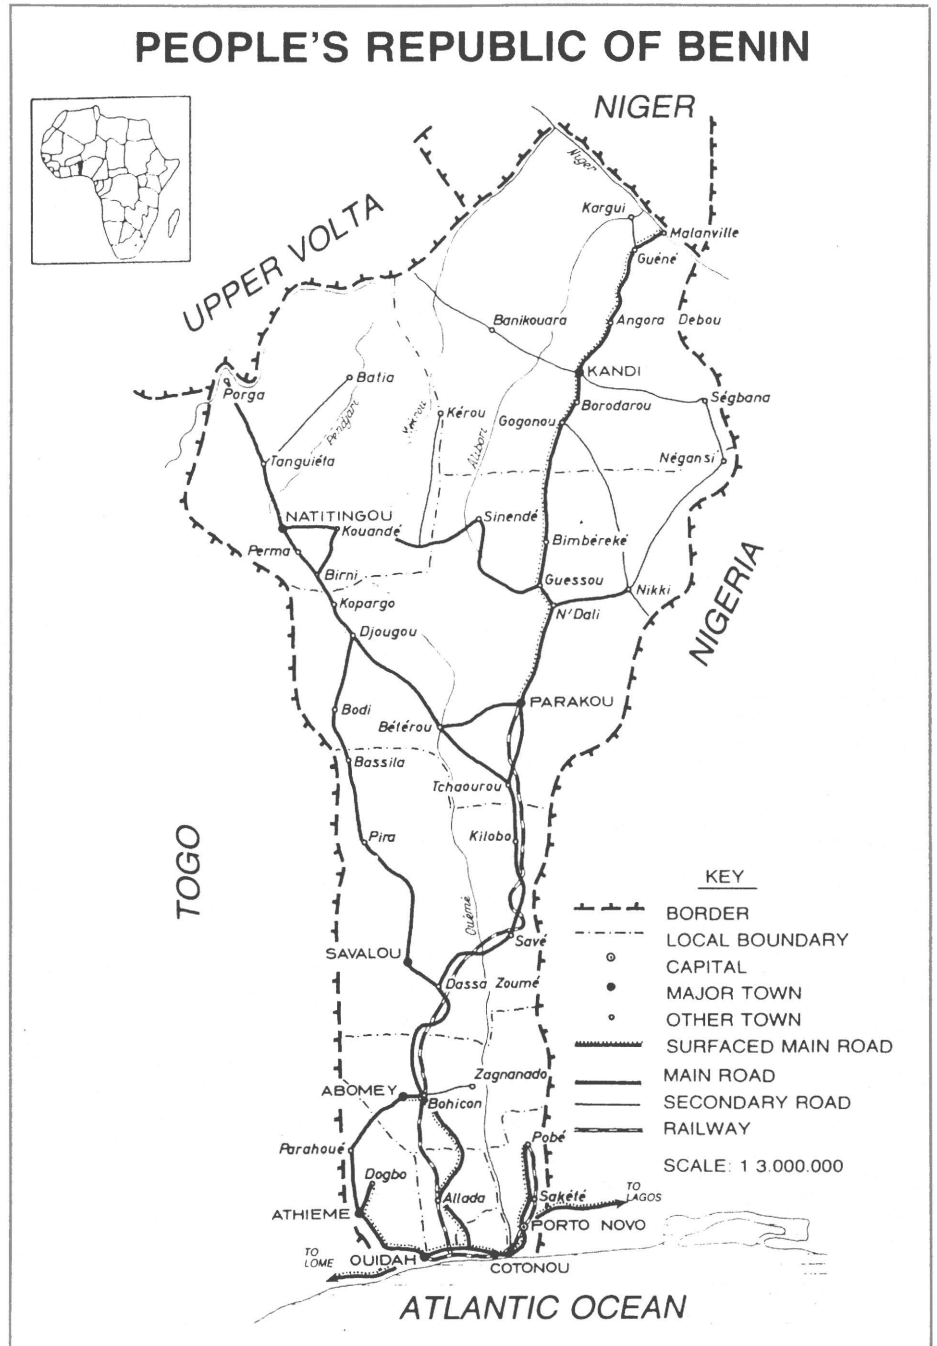 PEOPLE'S REPUBLIC OF BENIN
NIGER
Niger
UPPER VOLTA
Kargui
Malanville
Guéné
Banikouara
Angora Debou
Porga
Batia
KANDI
Pendjari
Mékrou
Kérou
Alibori
Borodarou
Ségbana
Gogonou
Tanguiéta
Négansi
NATITINGOU
Kouandé
Sinendé
Perma
Bimbéreké
Birni
Guessou
Nikki
Kopargo
N'Dali
NIGERIA
Djougou
PARAKOU
Bodi
Bétérou
Bassila
Tchaourou
TOGO
Pira
Kilobo
Ouémé
SAVALOU
Savé
Dassa Zoumé
KEY
BORDER
LOCAL BOUNDARY
CAPITAL
MAJOR TOWN
OTHER TOWN
SURFACED MAIN ROAD
MAIN ROAD
SECONDARY ROAD
RAILWAY
SCALE: 1 3.000.000
Zagnanado
ABOMEY
Bohicon
Parahoué
Pobé
Dogbo
Allada
Sakété
TO
LAGOS
ATHIEME
PORTO NOVO
TO
LOME
OUIDAH
COTONOU
ATLANTIC OCEAN